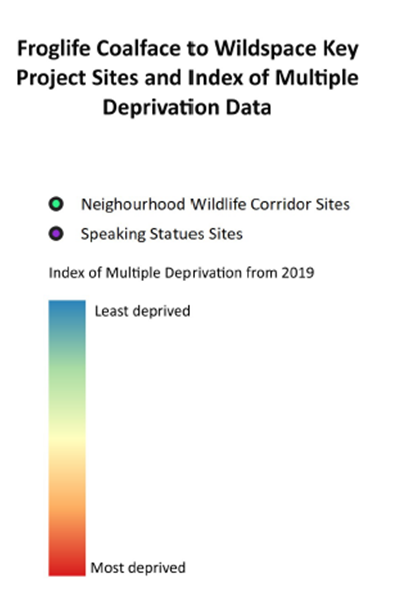 Froglife Coalface to Wildspace Key
Project Sites and Index of Multiple
Deprivation Data
Neighourhood Wildlife Corridor Sites
Speaking Statues Sites
Index of Multiple Deprivation from 2019
Least deprived
Most deprived